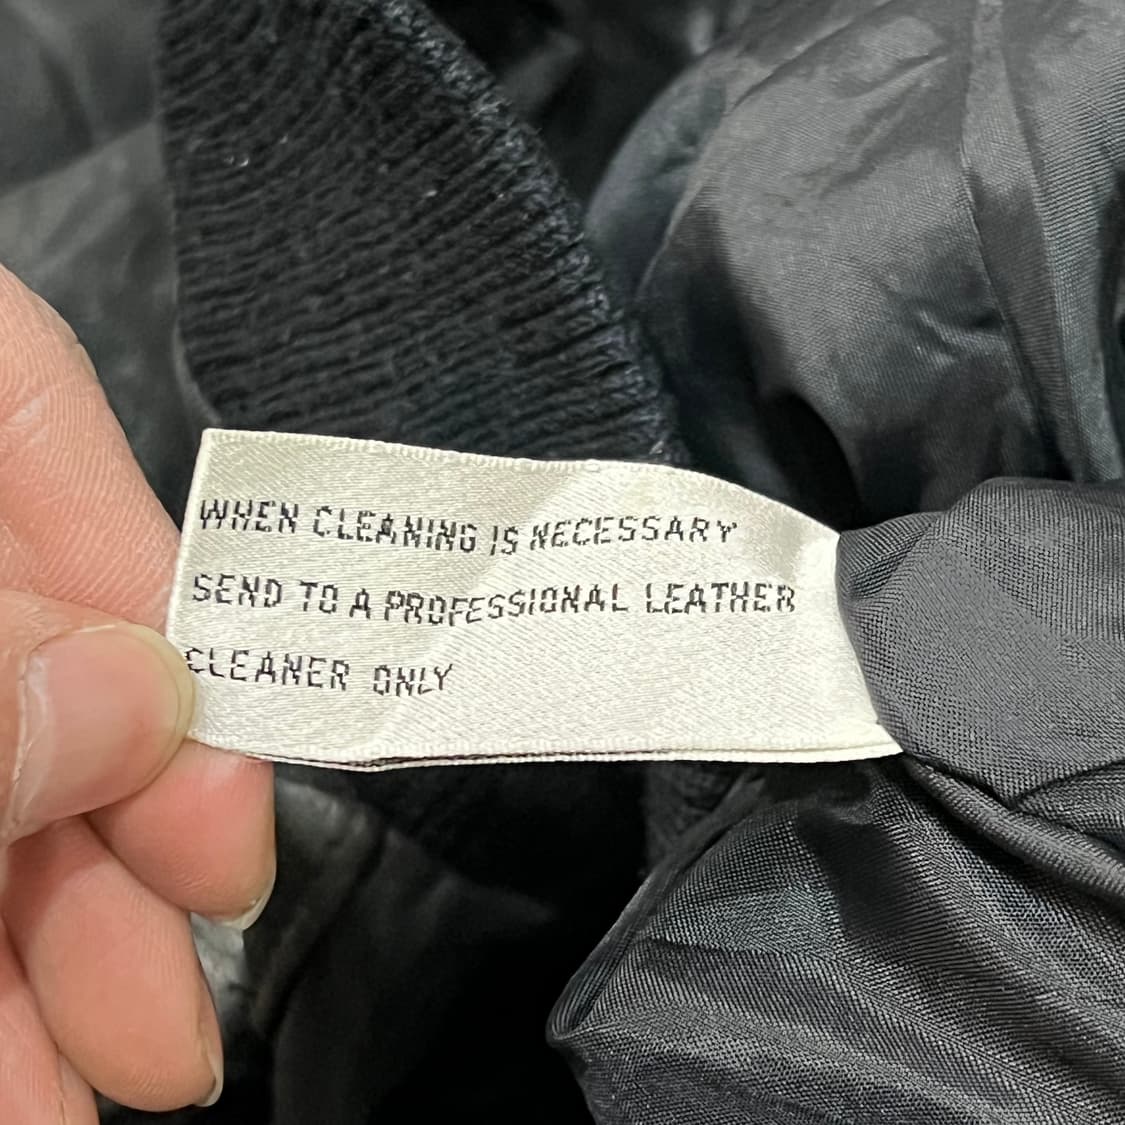 WHEN CLEANING IS NECESSARY
SEND TO A PROFESSIONAL LEATHER
CLEANER ONLY